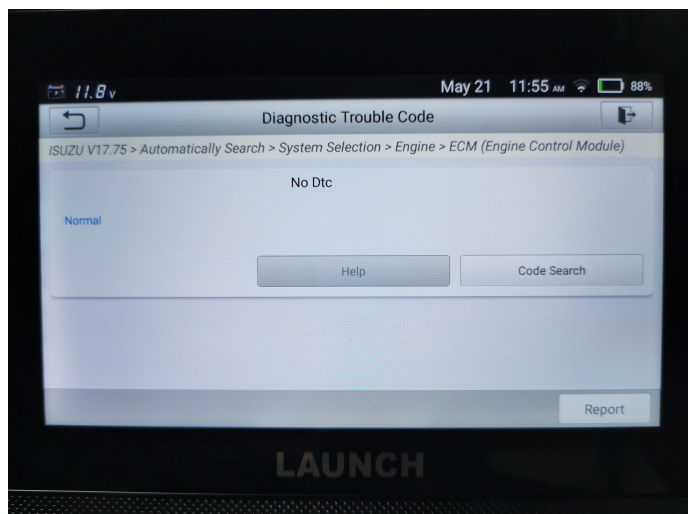 11.8 v May 21 11:55 AM 88%
Diagnostic Trouble Code
ISUZU V17.75 > Automatically Search > System Selection > Engine > ECM (Engine Control Module)
No Dtc
Normal
Help Code Search
Report
LAUNCH